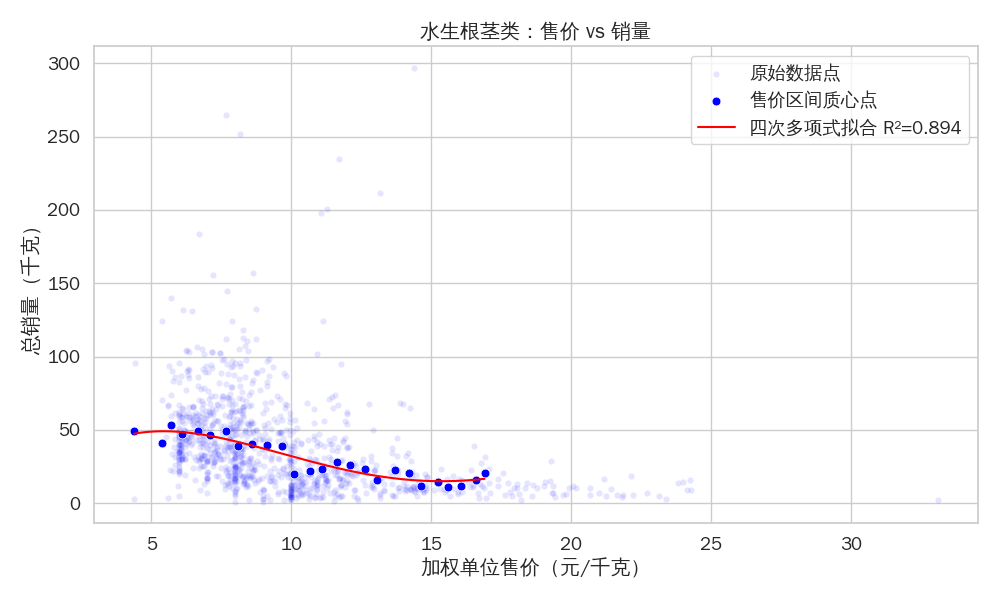 水生根茎类：售价 vs 销量
原始数据点
售价区间质心点
四次多项式拟合 R²=0.894
总销量（千克）
300
250
200
150
100
50
0
5
10
15
20
25
30
加权单位售价（元/千克）